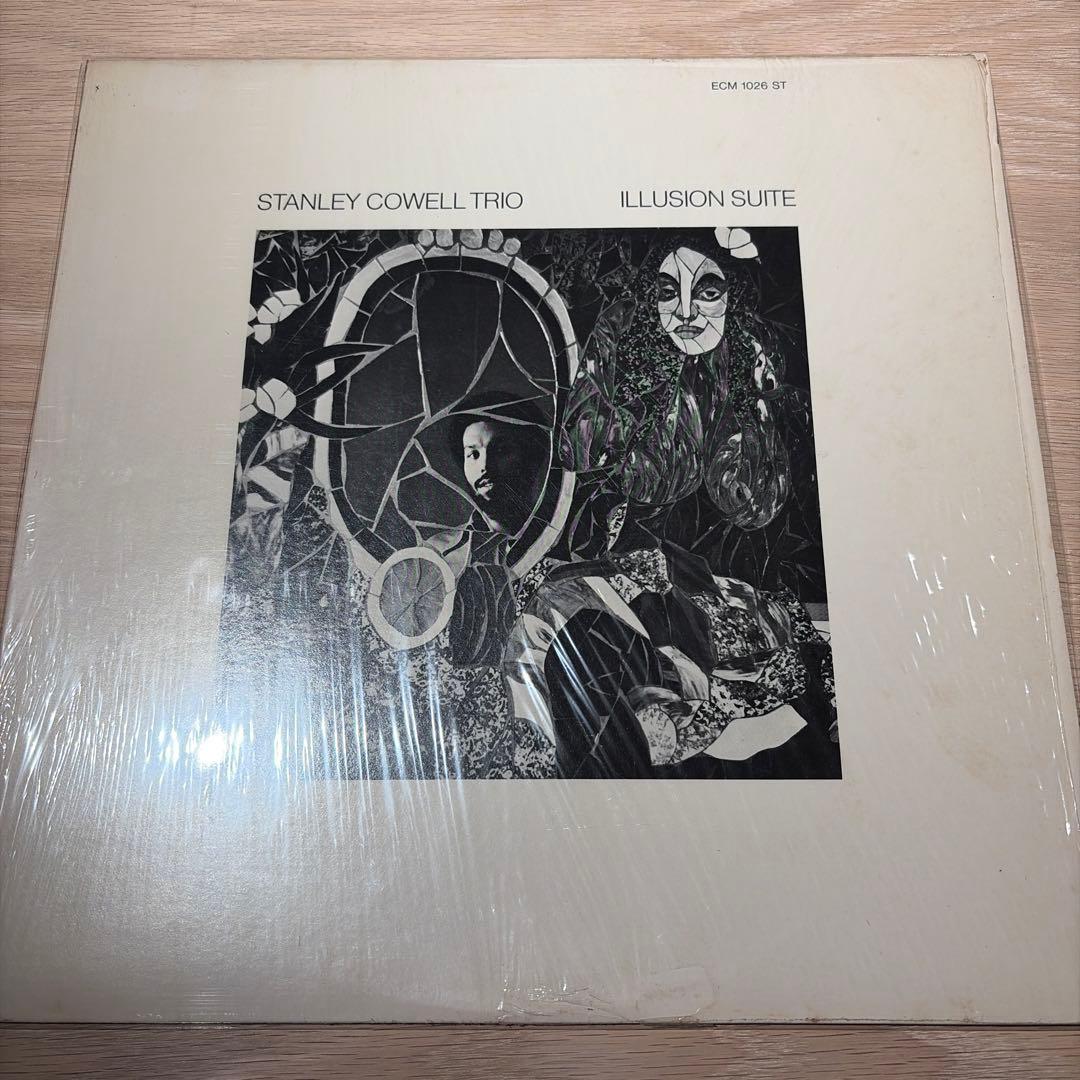 ECM 1026 ST
STANLEY COWELL TRIO ILLUSION SUITE